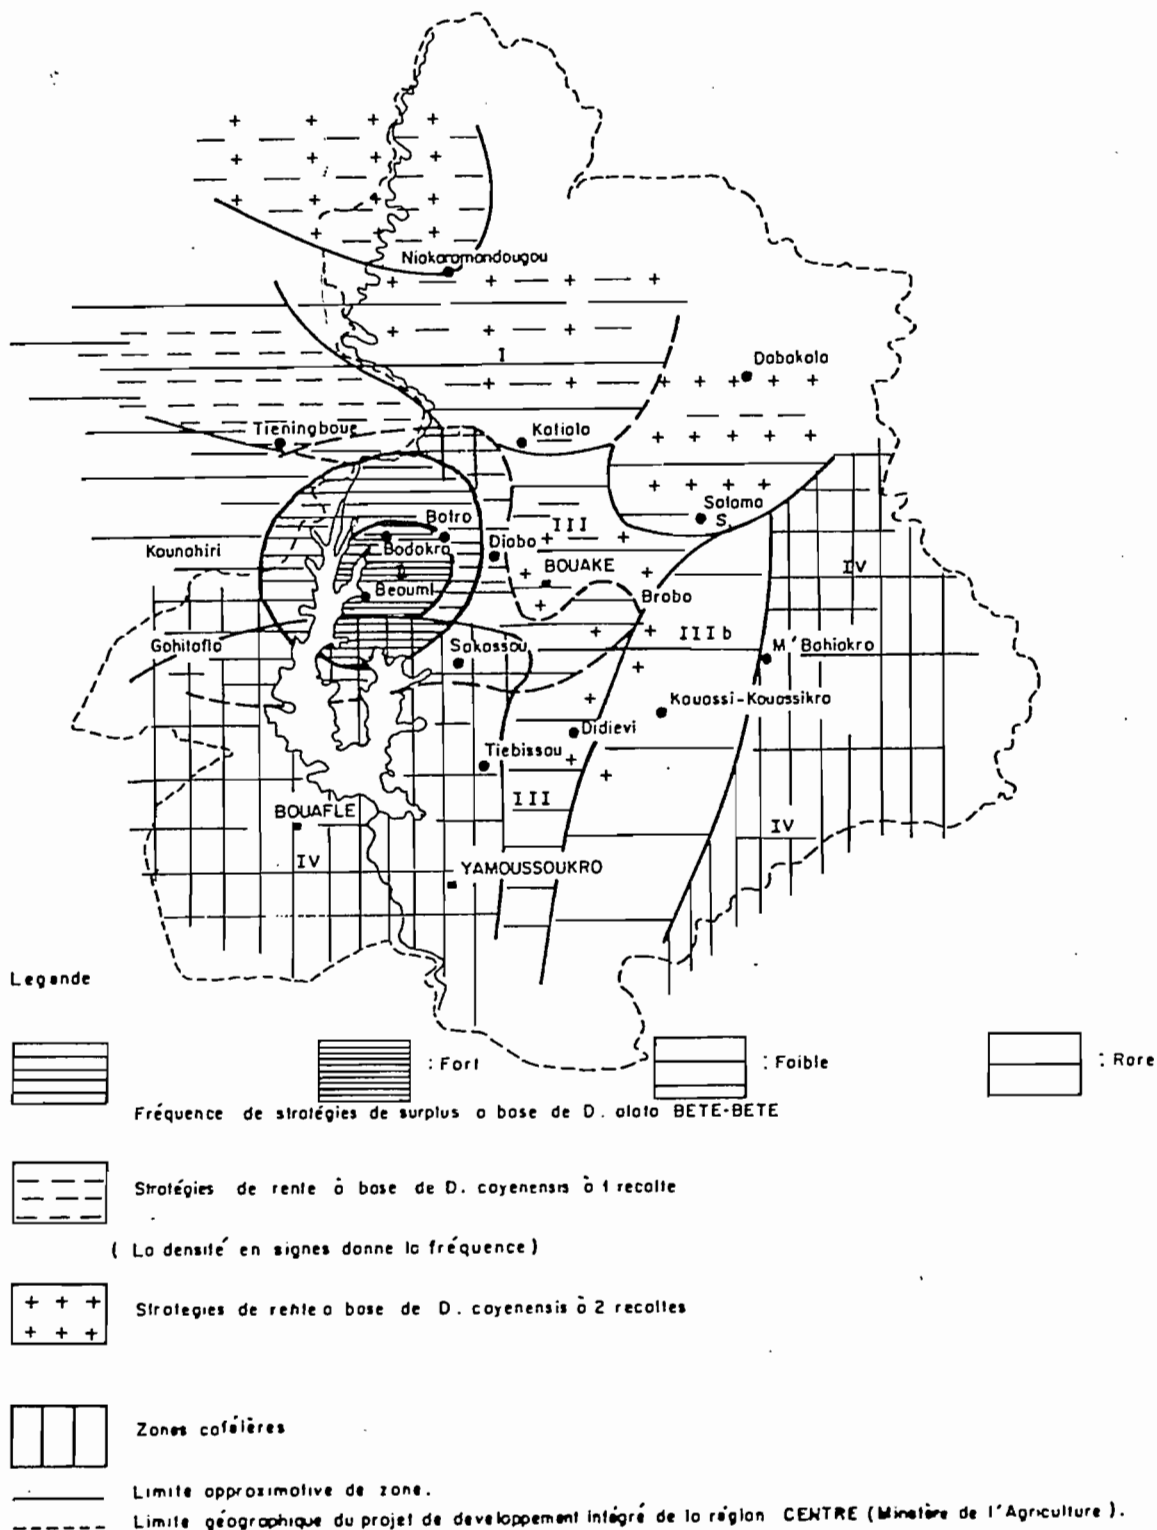 Niakaramandougou
I
Dabakala
Tieningboue
Katiola
Satama
S.
Botro
III
Kounahiri
Diabo
Bodokro
BOUAKE
IV
Beoumi
Brobo
IIIb
Gohitafla
Sakassou
M'Bahiakro
Kouassi-Kouassikro
Didievi
Tiebissou
III
BOUAFLE
IV
IV
YAMOUSSOUKRO
Legende
: Fort
: Faible
: Rare
Fréquence de stratégies de surplus a base de D. alata BETE-BETE
Stratégies de rente à base de D. cayenensis à 1 recolte
( La densité en signes donne la fréquence)
Strategies de rente a base de D. cayenensis à 2 recoltes
Zones caféières
Limite approximative de zone.
Limite géographique du projet de developpement intégré de la région CENTRE (Minstère de l'Agriculture).